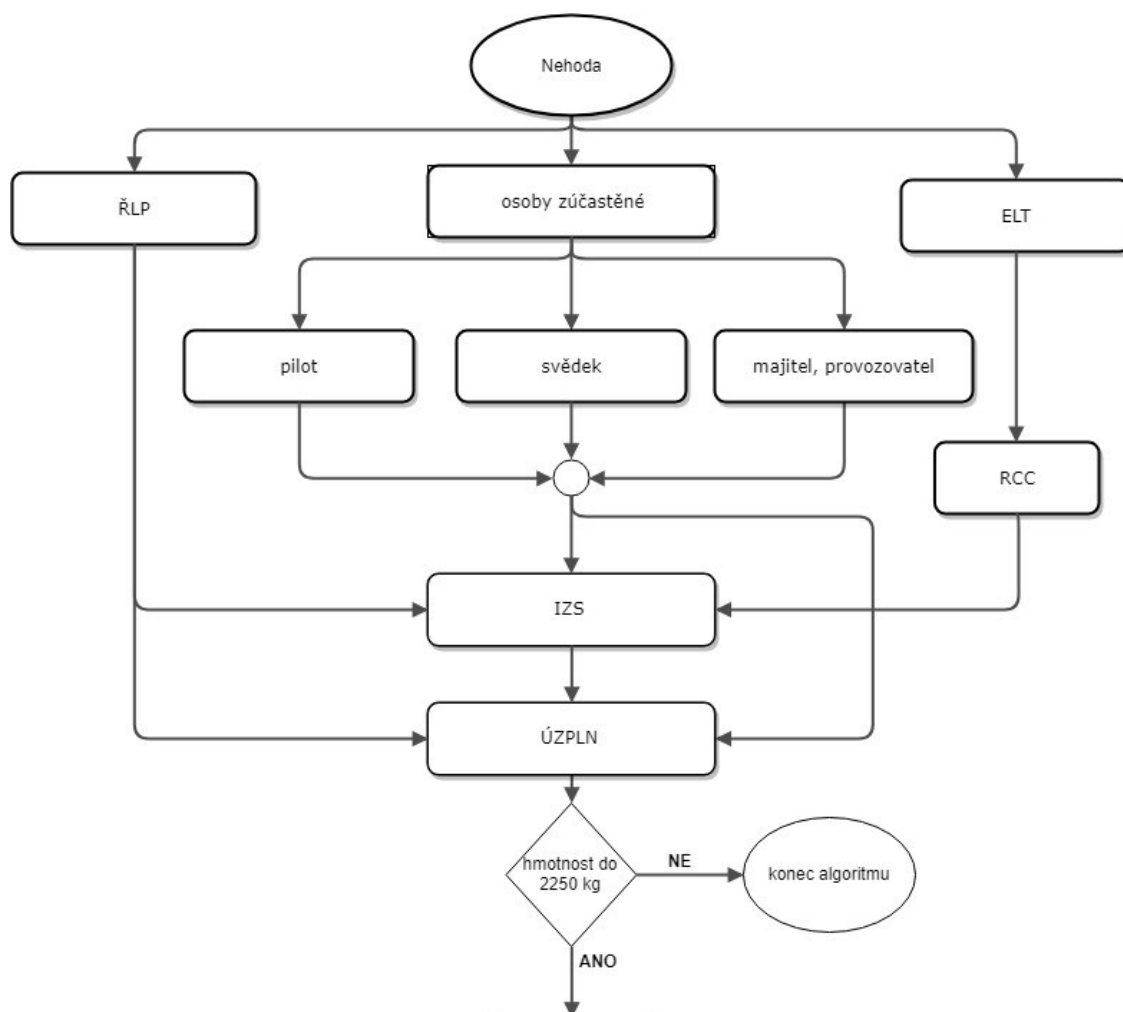 Nehoda
ŘLP
osoby zúčastěné
ELT
pilot
svědek
majitel, provozovatel
RCC
IZS
ÚZPLN
hmotnost do
2250 kg
NE
konec algoritmu
ANO